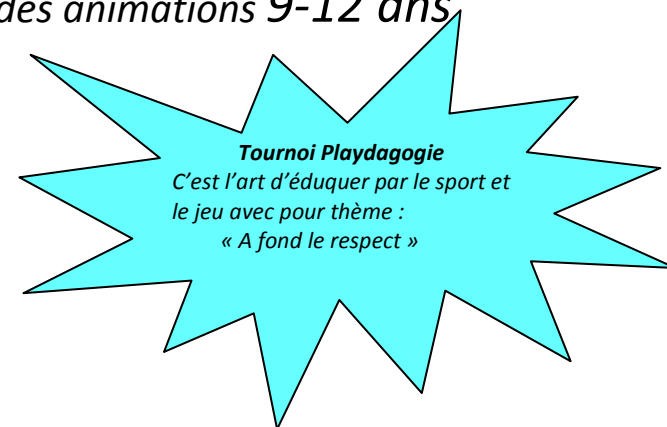 des animations 9-12 ans
Tournoi Playdagogie
C'est l'art d'éduquer par le sport et
le jeu avec pour thème :
« A fond le respect »